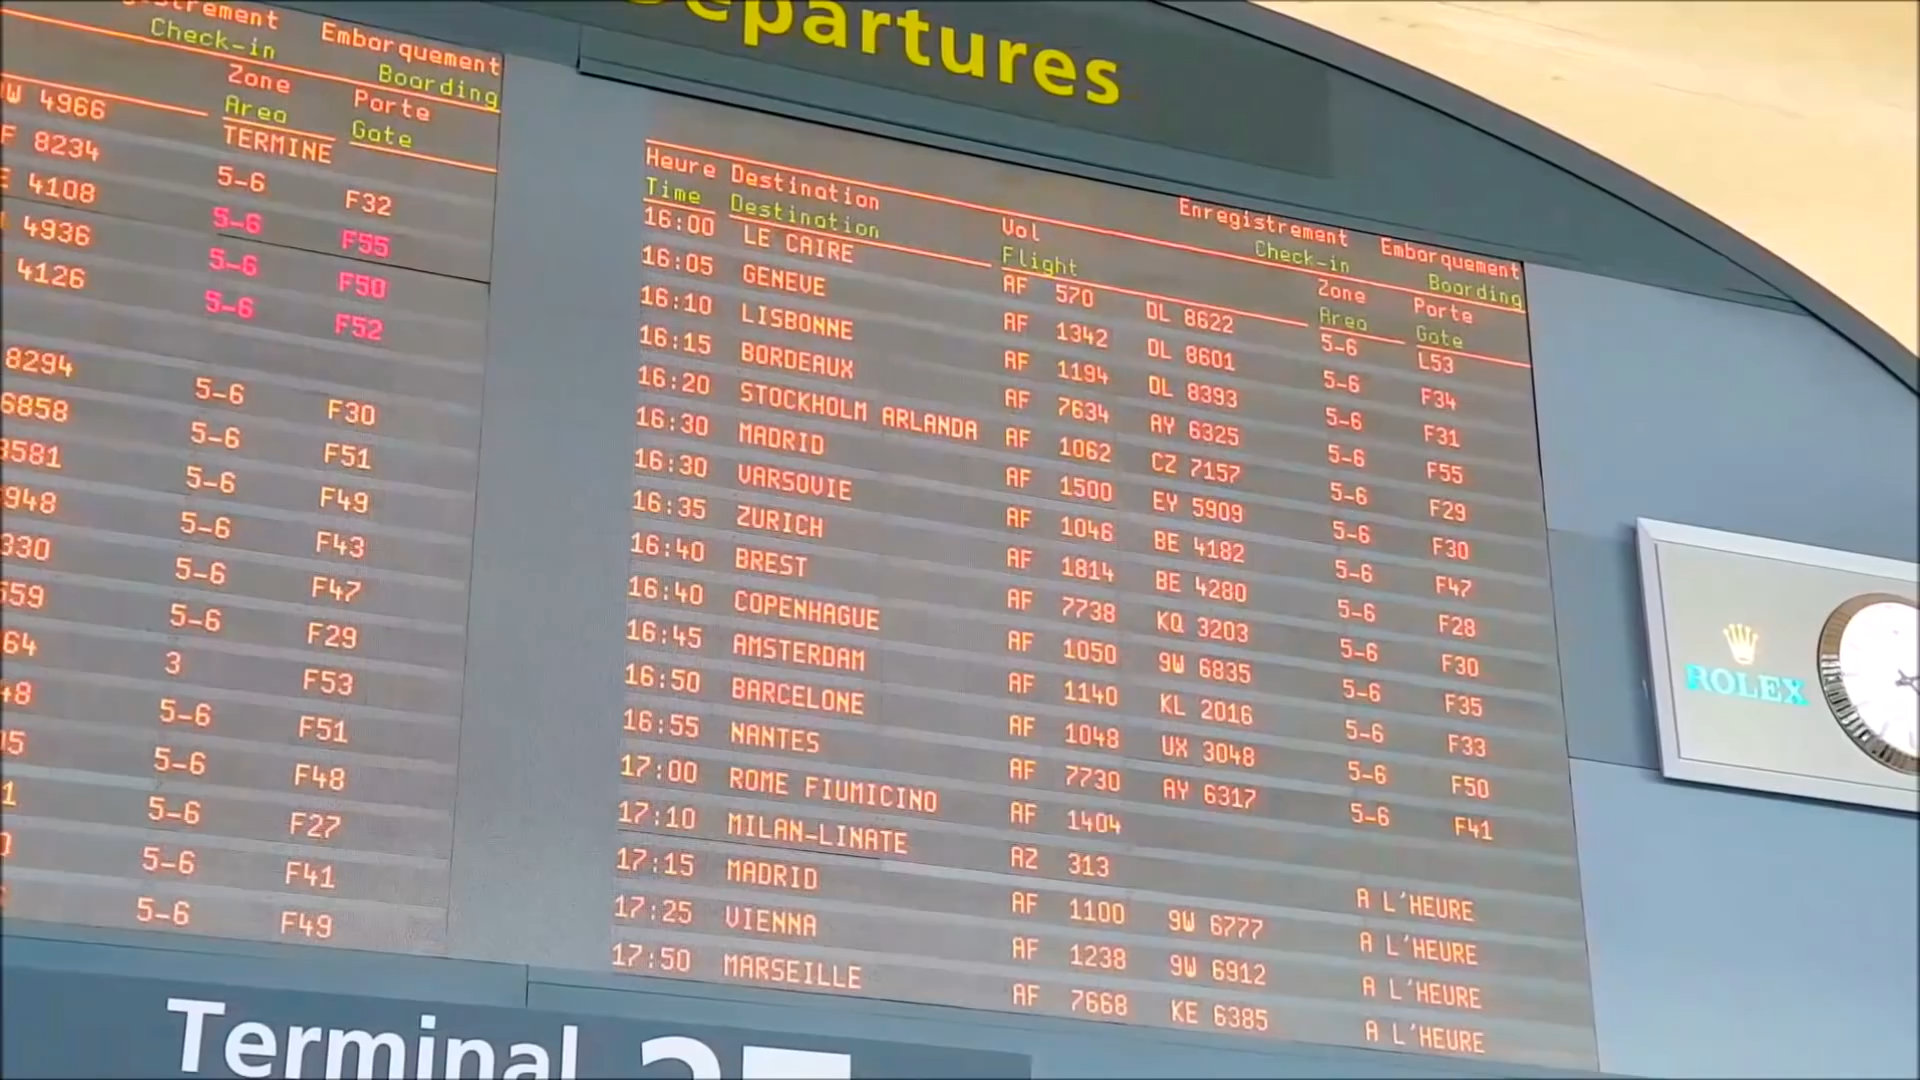 Departures
Enregistrement Embarquement
Check-in Boarding
Zone Porte
Area Gate
4966 TERMINE
8234 5-6 F32
4108 5-6 F55
4936 5-6 F50
4126 5-6 F52
8294 5-6 F30
6858 5-6 F51
581 5-6 F49
948 5-6 F43
330 5-6 F47
59 5-6 F29
64 3 F53
8 5-6 F51
5 5-6 F48
1 5-6 F27
5-6 F41
5-6 F49
Heure Destination Vol Enregistrement Embarquement
Time Destination Flight Check-in Boarding
Zone Porte
Area Gate
16:00 LE CAIRE AF 570 DL 8622 5-6 L53
16:05 GENEVE AF 1342 DL 8601 5-6 F34
16:10 LISBONNE AF 1194 DL 8393 5-6 F31
16:15 BORDEAUX AF 7634 AY 6325 5-6 F55
16:20 STOCKHOLM ARLANDA AF 1062 CZ 7157 5-6 F29
16:30 MADRID AF 1500 EY 5909 5-6 F30
16:30 VARSOVIE AF 1046 BE 4182 5-6 F47
16:35 ZURICH AF 1814 BE 4280 5-6 F28
16:40 BREST AF 7738 KQ 3203 5-6 F30
16:40 COPENHAGUE AF 1050 9W 6835 5-6 F35
16:45 AMSTERDAM AF 1140 KL 2016 5-6 F33
16:50 BARCELONE AF 1048 UX 3048 5-6 F50
16:55 NANTES AF 7730 AY 6317 5-6 F41
17:00 ROME FIUMICINO AF 1404
17:10 MILAN-LINATE AZ 313 A L'HEURE
17:15 MADRID AF 1100 9W 6777 A L'HEURE
17:25 VIENNA AF 1238 9W 6912 A L'HEURE
17:50 MARSEILLE AF 7668 KE 6385 A L'HEURE
ROLEX
Terminal